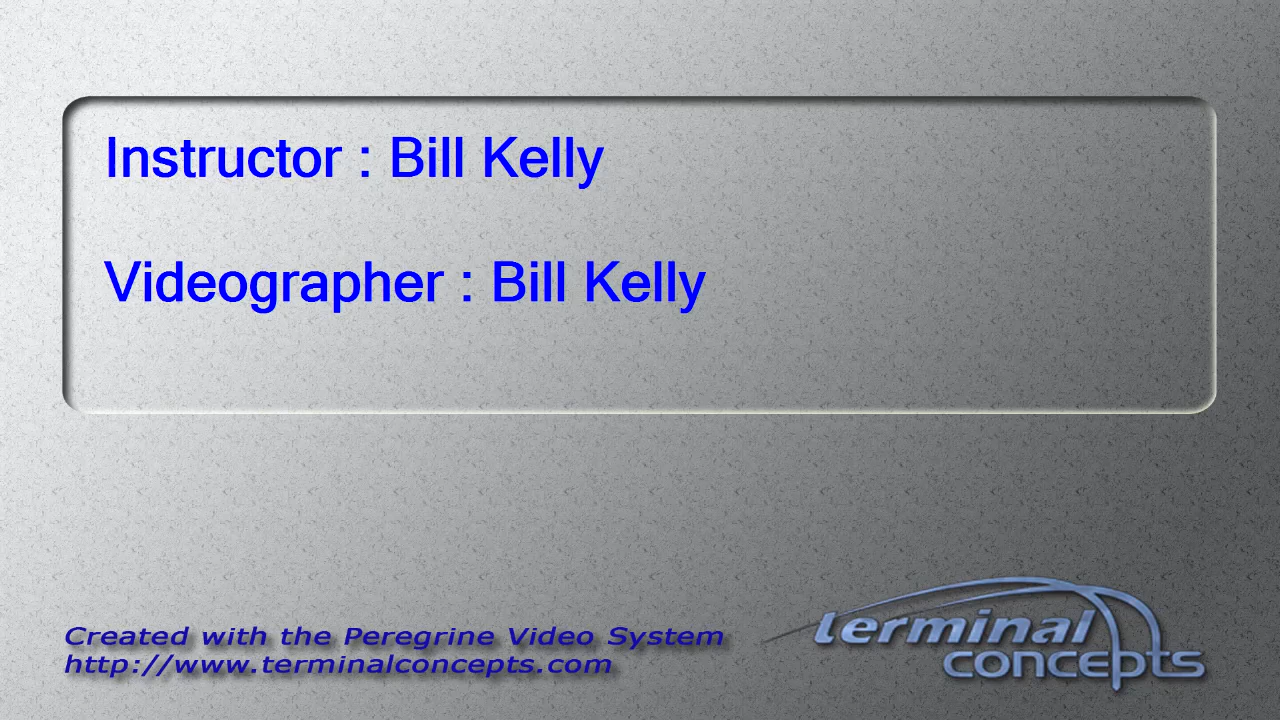 Instructor : Bill Kelly
Videographer : Bill Kelly
Created with the Peregrine Video System
http://www.terminalconcepts.com
terminal
concepts